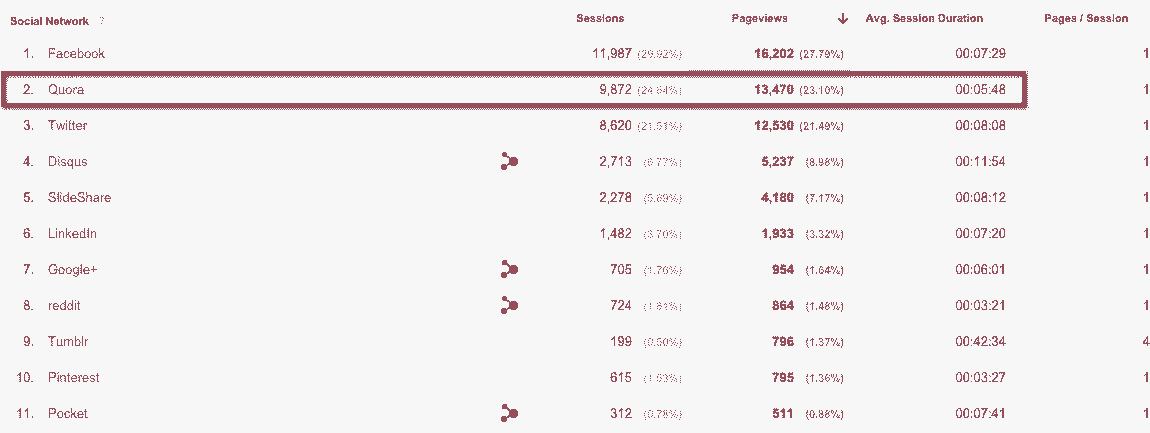 Social Network ? Sessions Pageviews ↓ Avg. Session Duration Pages / Session
1. Facebook 11,987 (29.92%) 16,202 (27.79%) 00:07:29 1
2. Quora 9,872 (24.64%) 13,470 (23.10%) 00:05:48 1
3. Twitter 8,620 (21.51%) 12,530 (21.49%) 00:08:08 1
4. Disqus 2,713 (6.77%) 5,237 (8.98%) 00:11:54 1
5. SlideShare 2,278 (5.69%) 4,180 (7.17%) 00:08:12 1
6. LinkedIn 1,482 (3.70%) 1,933 (3.32%) 00:07:20 1
7. Google+ 705 (1.76%) 954 (1.64%) 00:06:01 1
8. reddit 724 (1.81%) 864 (1.48%) 00:03:21 1
9. Tumblr 199 (0.50%) 796 (1.37%) 00:42:34 4
10. Pinterest 615 (1.53%) 795 (1.36%) 00:03:27 1
11. Pocket 312 (0.78%) 511 (0.88%) 00:07:41 1